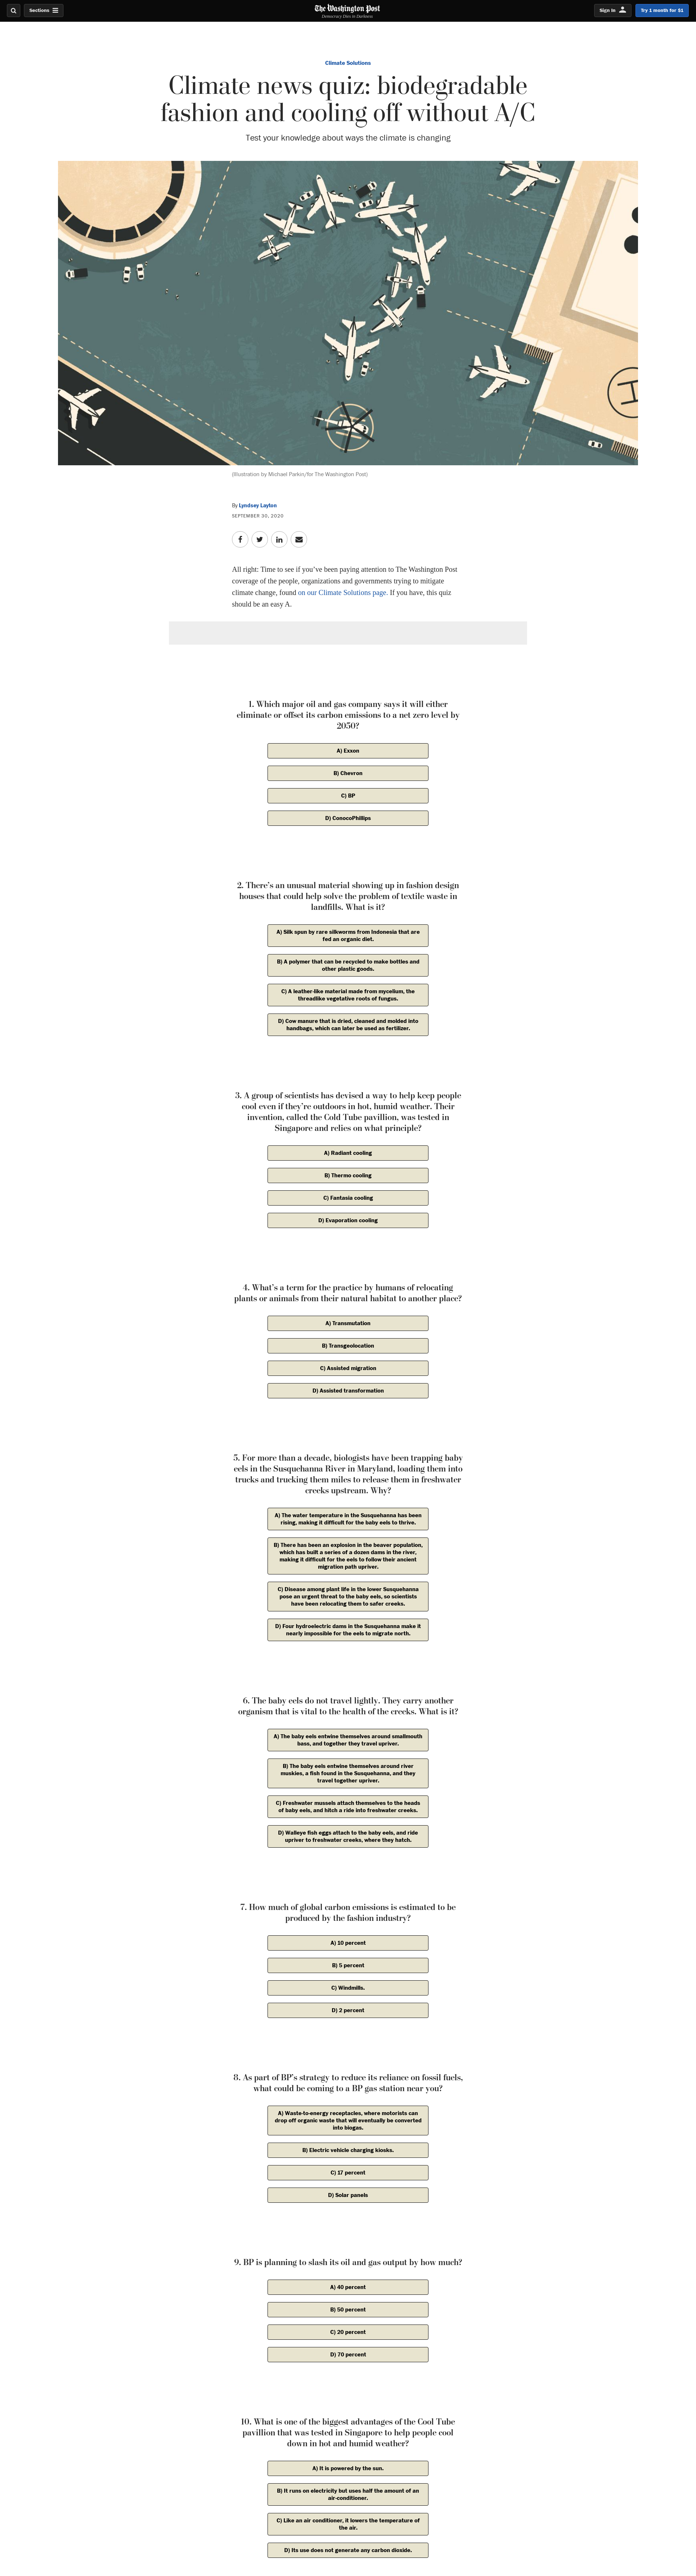 Sections
The Washington Post
Democracy Dies in Darkness
Sign In
Try 1 month for $1
Climate Solutions
Climate news quiz: biodegradable
fashion and cooling off without A/C
Test your knowledge about ways the climate is changing
(Illustration by Michael Parkin/for The Washington Post)
By Lyndsey Layton
SEPTEMBER 30, 2020
All right: Time to see if you’ve been paying attention to The Washington Post
coverage of the people, organizations and governments trying to mitigate
climate change, found on our Climate Solutions page. If you have, this quiz
should be an easy A.
1. Which major oil and gas company says it will either
eliminate or offset its carbon emissions to a net zero level by
2050?
A) Exxon
B) Chevron
C) BP
D) ConocoPhillips
2. There’s an unusual material showing up in fashion design
houses that could help solve the problem of textile waste in
landfills. What is it?
A) Silk spun by rare silkworms from Indonesia that are
fed an organic diet.
B) A polymer that can be recycled to make bottles and
other plastic goods.
C) A leather-like material made from mycelium, the
threadlike vegetative roots of fungus.
D) Cow manure that is dried, cleaned and molded into
handbags, which can later be used as fertilizer.
3. A group of scientists has devised a way to help keep people
cool even if they’re outdoors in hot, humid weather. Their
invention, called the Cold Tube pavillion, was tested in
Singapore and relies on what principle?
A) Radiant cooling
B) Thermo cooling
C) Fantasia cooling
D) Evaporation cooling
4. What’s a term for the practice by humans of relocating
plants or animals from their natural habitat to another place?
A) Transmutation
B) Transgeolocation
C) Assisted migration
D) Assisted transformation
5. For more than a decade, biologists have been trapping baby
eels in the Susquehanna River in Maryland, loading them into
trucks and trucking them miles to release them in freshwater
creeks upstream. Why?
A) The water temperature in the Susquehanna has been
rising, making it difficult for the baby eels to thrive.
B) There has been an explosion in the beaver population,
which has built a series of a dozen dams in the river,
making it difficult for the eels to follow their ancient
migration path upriver.
C) Disease among plant life in the lower Susquehanna
pose an urgent threat to the baby eels, so scientists
have been relocating them to safer creeks.
D) Four hydroelectric dams in the Susquehanna make it
nearly impossible for the eels to migrate north.
6. The baby eels do not travel lightly. They carry another
organism that is vital to the health of the creeks. What is it?
A) The baby eels entwine themselves around smallmouth
bass, and together they travel upriver.
B) The baby eels entwine themselves around river
muskies, a fish found in the Susquehanna, and they
travel together upriver.
C) Freshwater mussels attach themselves to the heads
of baby eels, and hitch a ride into freshwater creeks.
D) Walleye fish eggs attach to the baby eels, and ride
upriver to freshwater creeks, where they hatch.
7. How much of global carbon emissions is estimated to be
produced by the fashion industry?
A) 10 percent
B) 5 percent
C) Windmills.
D) 2 percent
8. As part of BP’s strategy to reduce its reliance on fossil fuels,
what could be coming to a BP gas station near you?
A) Waste-to-energy receptacles, where motorists can
drop off organic waste that will eventually be converted
into biogas.
B) Electric vehicle charging kiosks.
C) 17 percent
D) Solar panels
9. BP is planning to slash its oil and gas output by how much?
A) 40 percent
B) 50 percent
C) 20 percent
D) 70 percent
10. What is one of the biggest advantages of the Cool Tube
pavillion that was tested in Singapore to help people cool
down in hot and humid weather?
A) It is powered by the sun.
B) It runs on electricity but uses half the amount of an
air-conditioner.
C) Like an air conditioner, it lowers the temperature of
the air.
D) Its use does not generate any carbon dioxide.